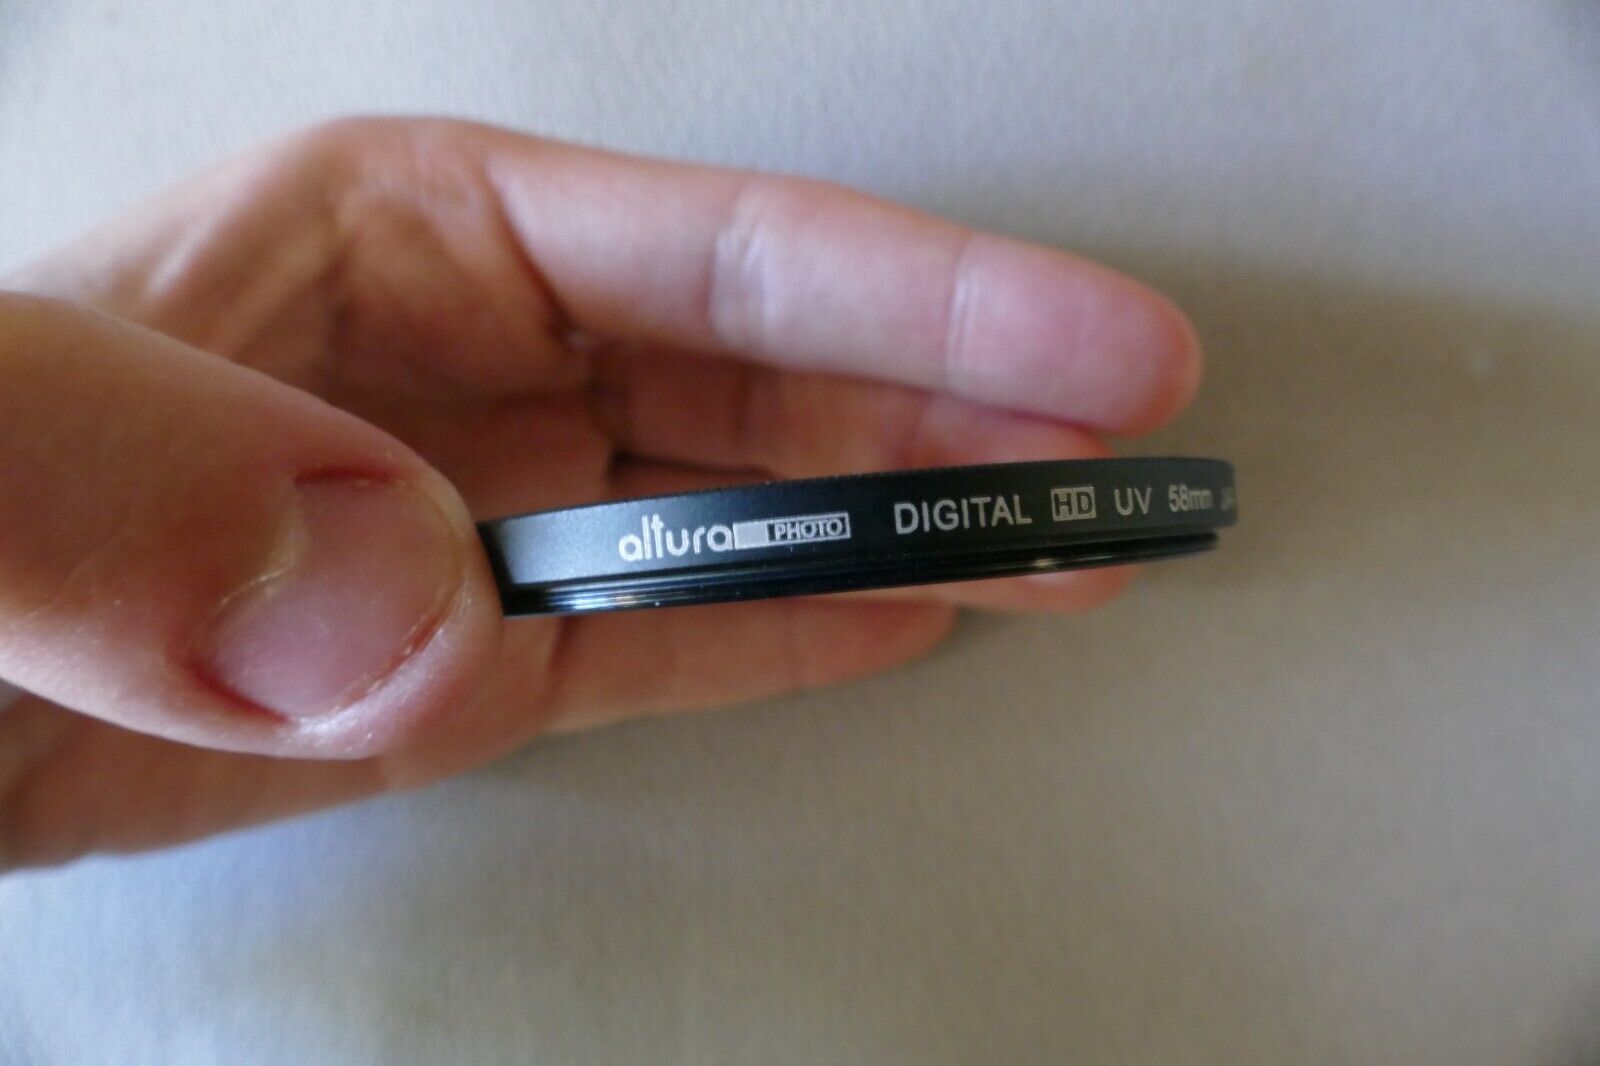 altura PHOTO DIGITAL HD UV 58mm